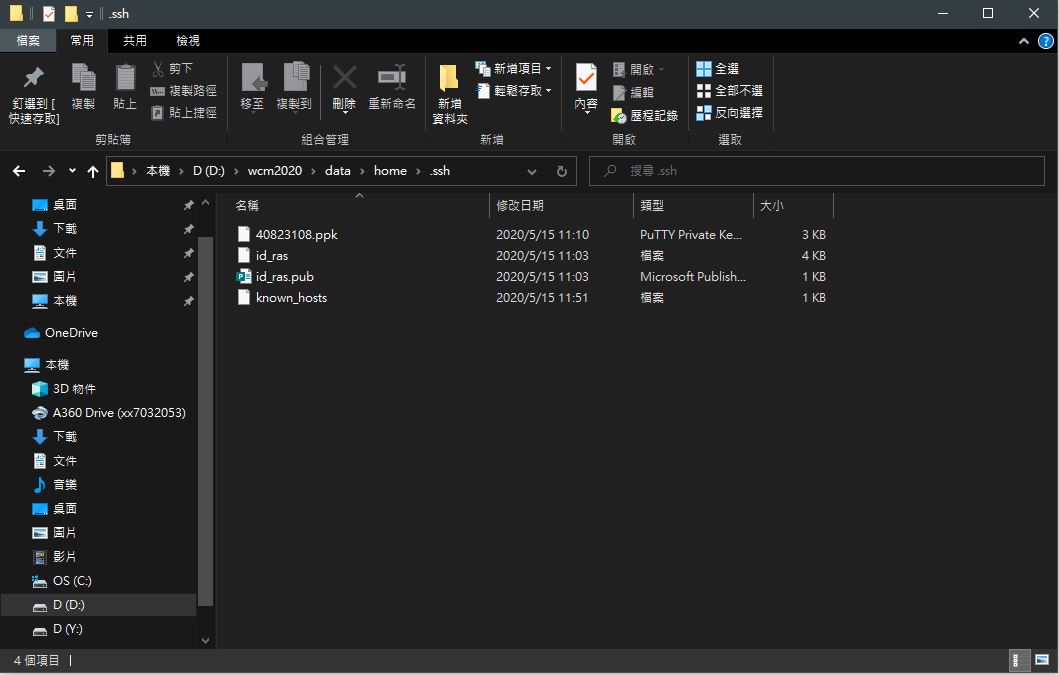 .ssh
檔案 常用 共用 檢視
釘選到 [
快速存取]
複製
貼上
剪下
複製路徑
貼上捷徑
剪貼簿
移至
複製到
刪除
重新命名
組合管理
新增
資料夾
新增項目
輕鬆存取
新增
內容
開啟
編輯
歷程記錄
開啟
全選
全部不選
反向選擇
選取
本機 D (D:) wcm2020 data home .ssh
搜尋 .ssh
桌面
下載
文件
圖片
本機
OneDrive
本機
3D 物件
A360 Drive (xx7032053)
下載
文件
音樂
桌面
圖片
影片
OS (C:)
D (D:)
D (Y:)
名稱 修改日期 類型 大小
40823108.ppk 2020/5/15 11:10 PuTTY Private Ke... 3 KB
id_ras 2020/5/15 11:03 檔案 4 KB
id_ras.pub 2020/5/15 11:03 Microsoft Publish... 1 KB
known_hosts 2020/5/15 11:51 檔案 1 KB
4 個項目